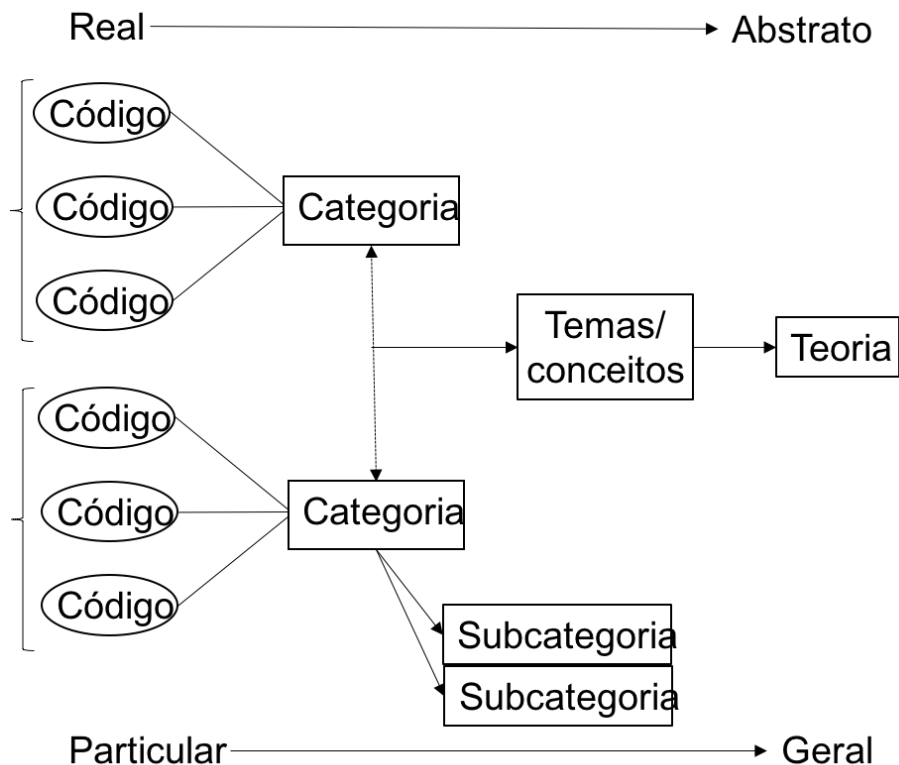 Real
Abstrato
Código
Código
Categoria
Código
Temas/
conceitos
Teoria
Código
Código
Categoria
Código
Subcategoria
Subcategoria
Particular
Geral